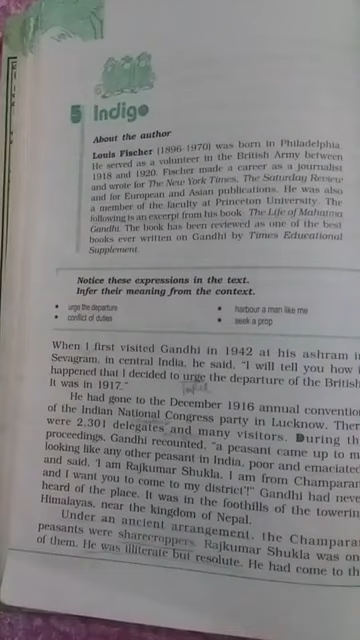 5 Indigo
About the author
Louis Fischer (1896-1970) was born in Philadelphia.
He served as a volunteer in the British Army between
1918 and 1920. Fischer made a career as a journalist
and wrote for The New York Times, The Saturday Review
and for European and Asian publications. He was also
a member of the faculty at Princeton University. The
following is an excerpt from his book The Life of Mahatma
Gandhi. The book has been reviewed as one of the best
books ever written on Gandhi by Times Educational
Supplement.
Notice these expressions in the text.
Infer their meaning from the context.
• urge the departure
• harbour a man like me
• conflict of duties
• seek a prop
When I first visited Gandhi in 1942 at his ashram in
Sevagram, in central India, he said, "I will tell you how i
happened that I decided to urge the departure of the British
It was in 1917."
He had gone to the December 1916 annual convention
of the Indian National Congress party in Lucknow. Ther
were 2,301 delegates and many visitors. During th
proceedings, Gandhi recounted, "a peasant came up to m
looking like any other peasant in India, poor and emaciated
and said, 'I am Rajkumar Shukla. I am from Champaran
and I want you to come to my district'!" Gandhi had neve
heard of the place. It was in the foothills of the towerin
Himalayas, near the kingdom of Nepal.
Under an ancient arrangement, the Champara
peasants were sharecroppers. Rajkumar Shukla was on
of them. He was illiterate but resolute. He had come to th